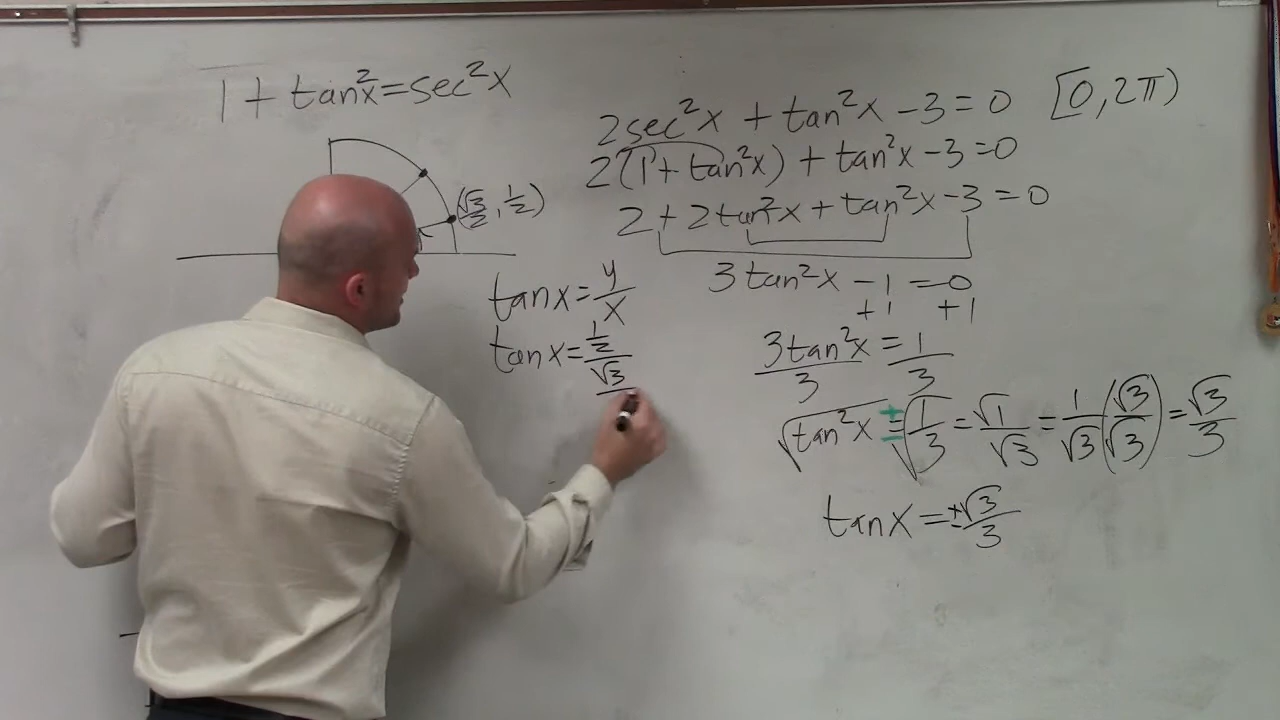 1 + tan²x = sec²x
(√3/2, 1/2)
tan x = y/x
tan x = 1/2 / √3/
2sec²x + tan²x − 3 = 0 [0, 2π)
2(1 + tan²x) + tan²x − 3 = 0
2 + 2tan²x + tan²x − 3 = 0
3tan²x − 1 = 0
+1 +1
3tan²x/3 = 1/3
√tan²x = ±√1/3 = √1/√3 = 1/√3 (√3/√3) = √3/3
tan x = ±√3/3